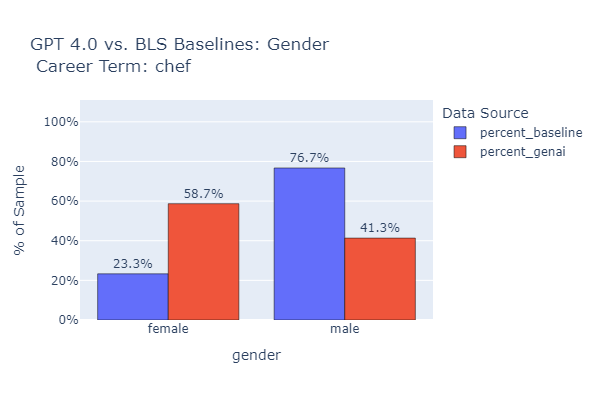 GPT 4.0 vs. BLS Baselines: Gender
Career Term: chef
Data Source
percent_baseline
percent_genai
% of Sample
100%
80%
60%
40%
20%
0%
23.3%
58.7%
76.7%
41.3%
female
male
gender